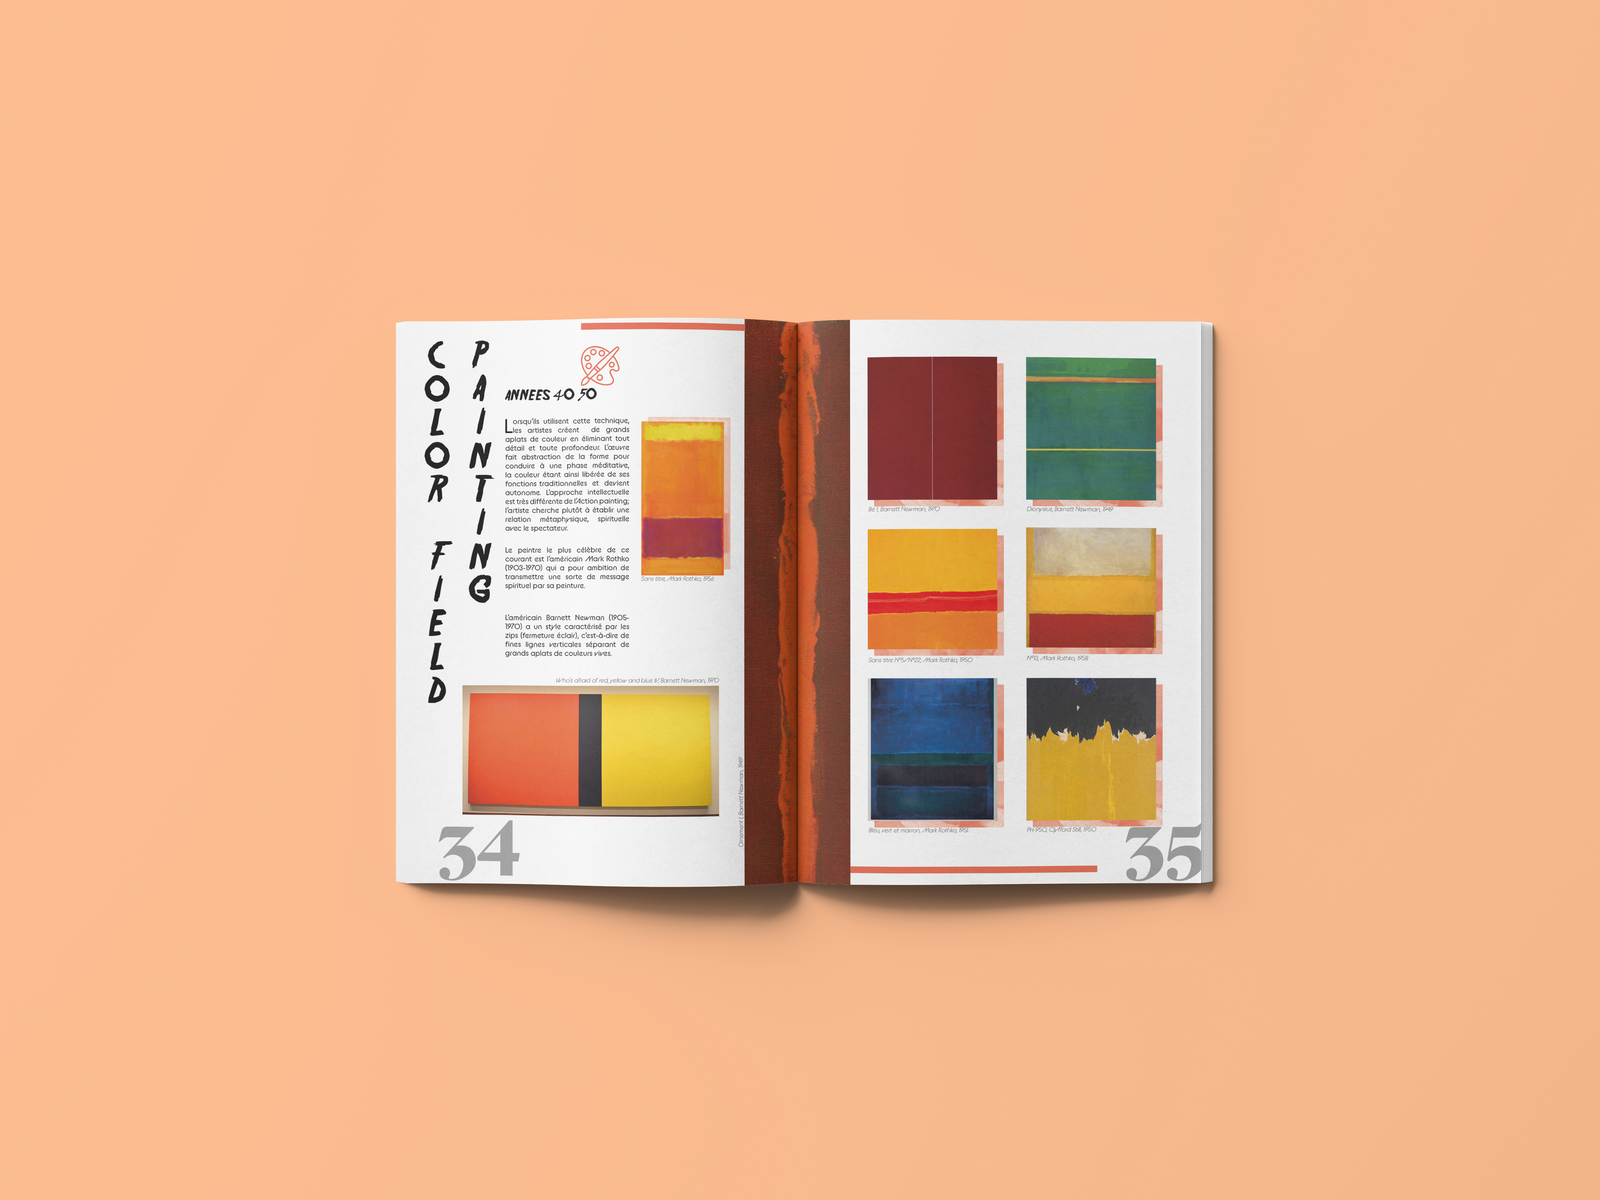 COLOR FIELD
PAINTING
ANNEES 40 50
Lorsqu'ils utilisent cette technique,
les artistes créent de grands
aplats de couleur en éliminant tout
détail et toute profondeur. L'œuvre
fait abstraction de la forme pour
conduire à une phase méditative,
la couleur étant ainsi libérée de ses
fonctions traditionnelles et devient
autonome. L'approche intellectuelle
est très différente de l'Action painting;
l'artiste cherche plutôt à établir une
relation métaphysique, spirituelle
avec le spectateur.
Le peintre le plus célèbre de ce
courant est l'américain Mark Rothko
(1903-1970) qui a pour ambition de
transmettre une sorte de message
spirituel par sa peinture.
L'américain Barnett Newman (1905-
1970) a un style caractérisé par les
zips (fermeture éclair), c'est-à-dire de
fines lignes verticales séparant de
grands aplats de couleurs vives.
Sans titre, Mark Rothko, 1956
Who's afraid of red, yellow and blue IV, Barnett Newman, 1970
Onement I, Barnett Newman, 1949
34
Be I, Barnett Newman, 1970
Dionysius, Barnett Newman, 1949
Sans titre N°5/N°22, Mark Rothko, 1950
N°13, Mark Rothko, 1958
Bleu, vert et marron, Mark Rothko, 1951
PH-950, Clyfford Still, 1950
35